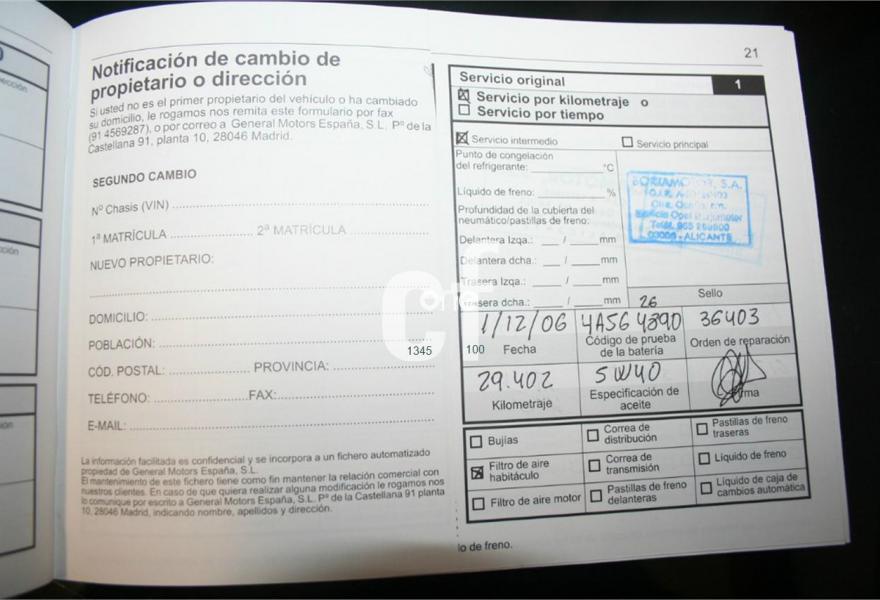 Notificación de cambio de
propietario o dirección
Si usted no es el primer propietario del vehículo o ha cambiado
su domicilio, le rogamos nos remita este formulario por fax
(91 4569287), o por correo a General Motors España, S.L. Pº de la
Castellana 91, planta 10, 28046 Madrid.
SEGUNDO CAMBIO
Nº Chasis (VIN)
1ª MATRÍCULA 2ª MATRÍCULA
NUEVO PROPIETARIO:
DOMICILIO:
POBLACIÓN:
CÓD. POSTAL: PROVINCIA:
TELÉFONO: FAX:
E-MAIL:
La información facilitada es confidencial y se incorpora a un fichero automatizado
propiedad de General Motors España, S.L.
El mantenimiento de este fichero tiene como fin mantener la relación comercial con
nuestros clientes. En caso de que quiera realizar alguna modificación le rogamos nos
lo comunique por escrito a General Motors España, S.L. Pº de la Castellana 91 planta
10, 28046 Madrid, indicando nombre, apellidos y dirección.
21
Servicio original 1
Servicio por kilometraje o
Servicio por tiempo
Servicio intermedio Servicio principal
Punto de congelación
del refrigerante: °C
Líquido de freno: %
Profundidad de la cubierta del
neumático/pastillas de freno:
Delantera Izqa.: / mm
Delantera dcha.: / mm
Trasera Izqa.: / mm
Trasera dcha.: / mm
, S.A.
- ALICANTE
26 Sello
1/12/06 4A564390 36403
Fecha Código de prueba
de la batería Orden de reparación
29.402 5W40
Kilometraje Especificación de
aceite
Bujías Correa de
distribución Pastillas de freno
traseras
Filtro de aire
habitáculo Correa de
transmisión Líquido de freno
Filtro de aire motor Pastillas de freno
delanteras Líquido de caja de
cambios automática
lo de freno.
1345 100